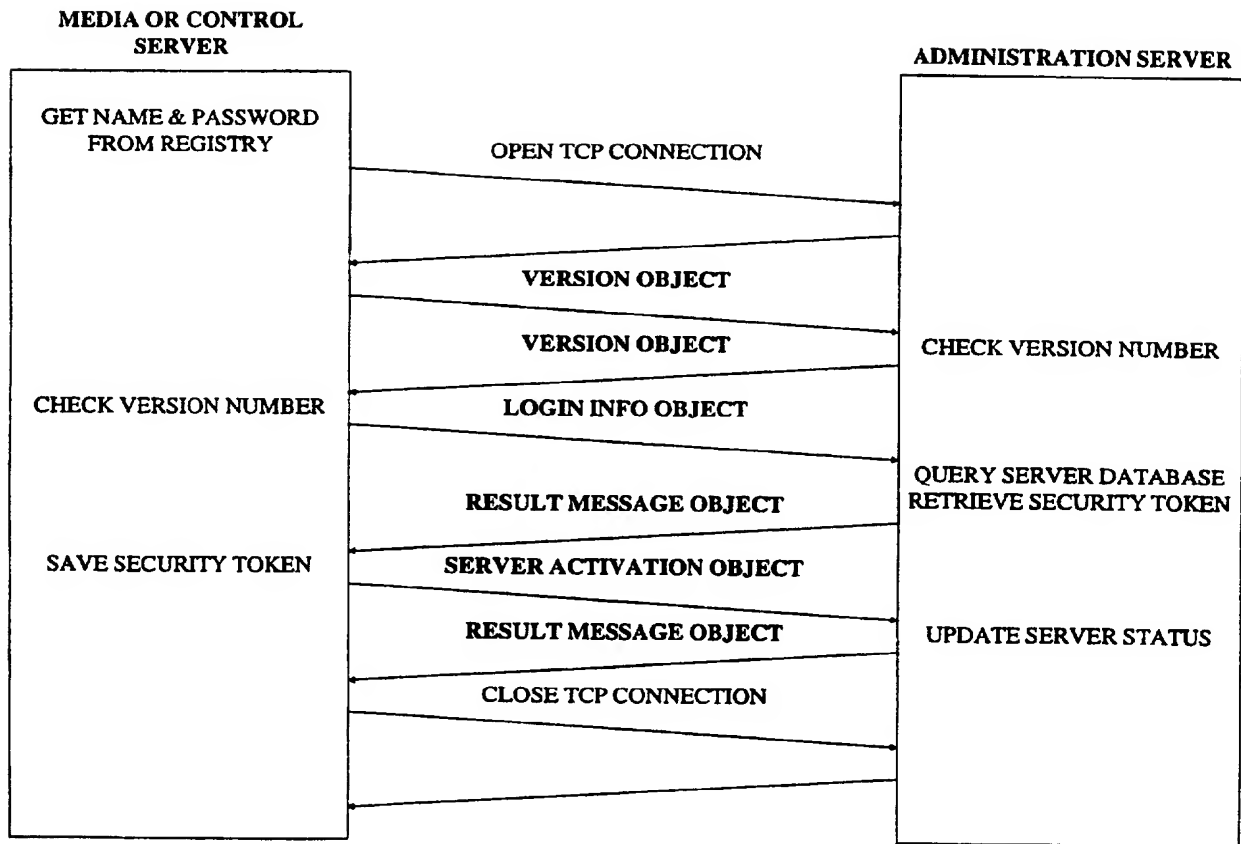 MEDIA OR CONTROL
SERVER
ADMINISTRATION SERVER
GET NAME & PASSWORD
FROM REGISTRY
OPEN TCP CONNECTION
VERSION OBJECT
VERSION OBJECT
CHECK VERSION NUMBER
CHECK VERSION NUMBER
LOGIN INFO OBJECT
QUERY SERVER DATABASE
RETRIEVE SECURITY TOKEN
RESULT MESSAGE OBJECT
SAVE SECURITY TOKEN
SERVER ACTIVATION OBJECT
RESULT MESSAGE OBJECT
UPDATE SERVER STATUS
CLOSE TCP CONNECTION